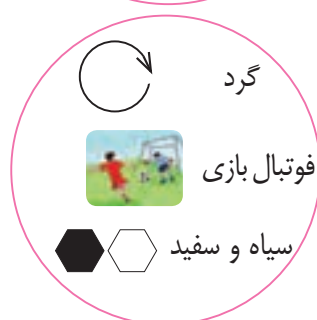 گرد
فوتبال بازی
سیاه و سفید